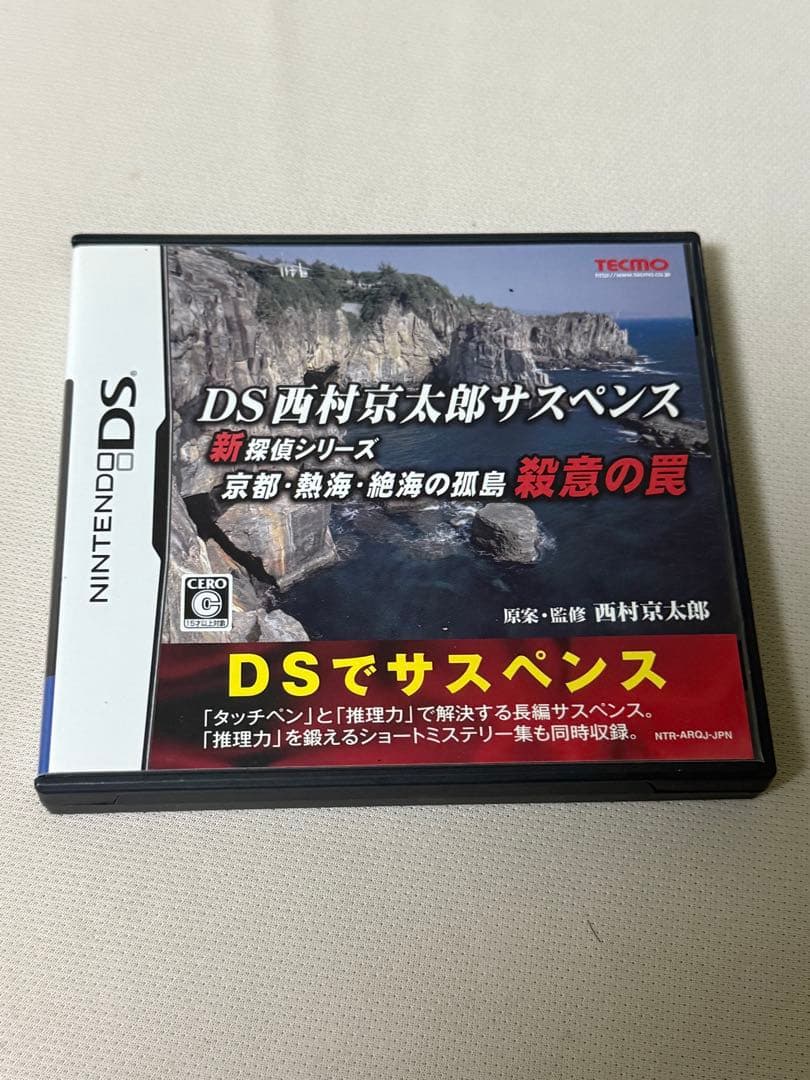 NINTENDO DS®
TECMO
http://www.tecmo.co.jp
DS 西村京太郎サスペンス
新 探偵シリーズ
京都・熱海・絶海の孤島 殺意の罠
CERO
C
15才以上対象
原案・監修 西村京太郎
DSでサスペンス
「タッチペン」と「推理力」で解決する長編サスペンス。
「推理力」を鍛えるショートミステリー集も同時収録。
NTR-ARQJ-JPN